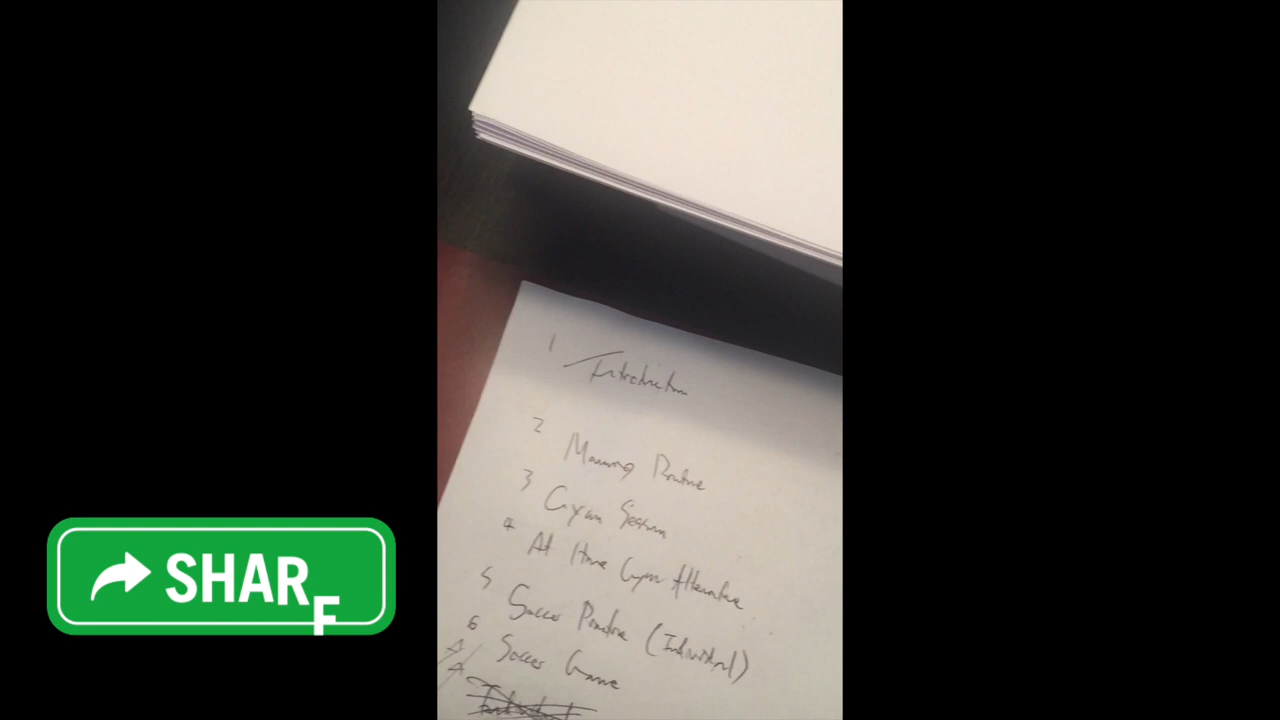 1 Introduction
2 Morning Routine
3 Gym Session
4 At Home Gym Alternative
5 Soccer Practice (Individual)
6 Soccer Game
SHARE